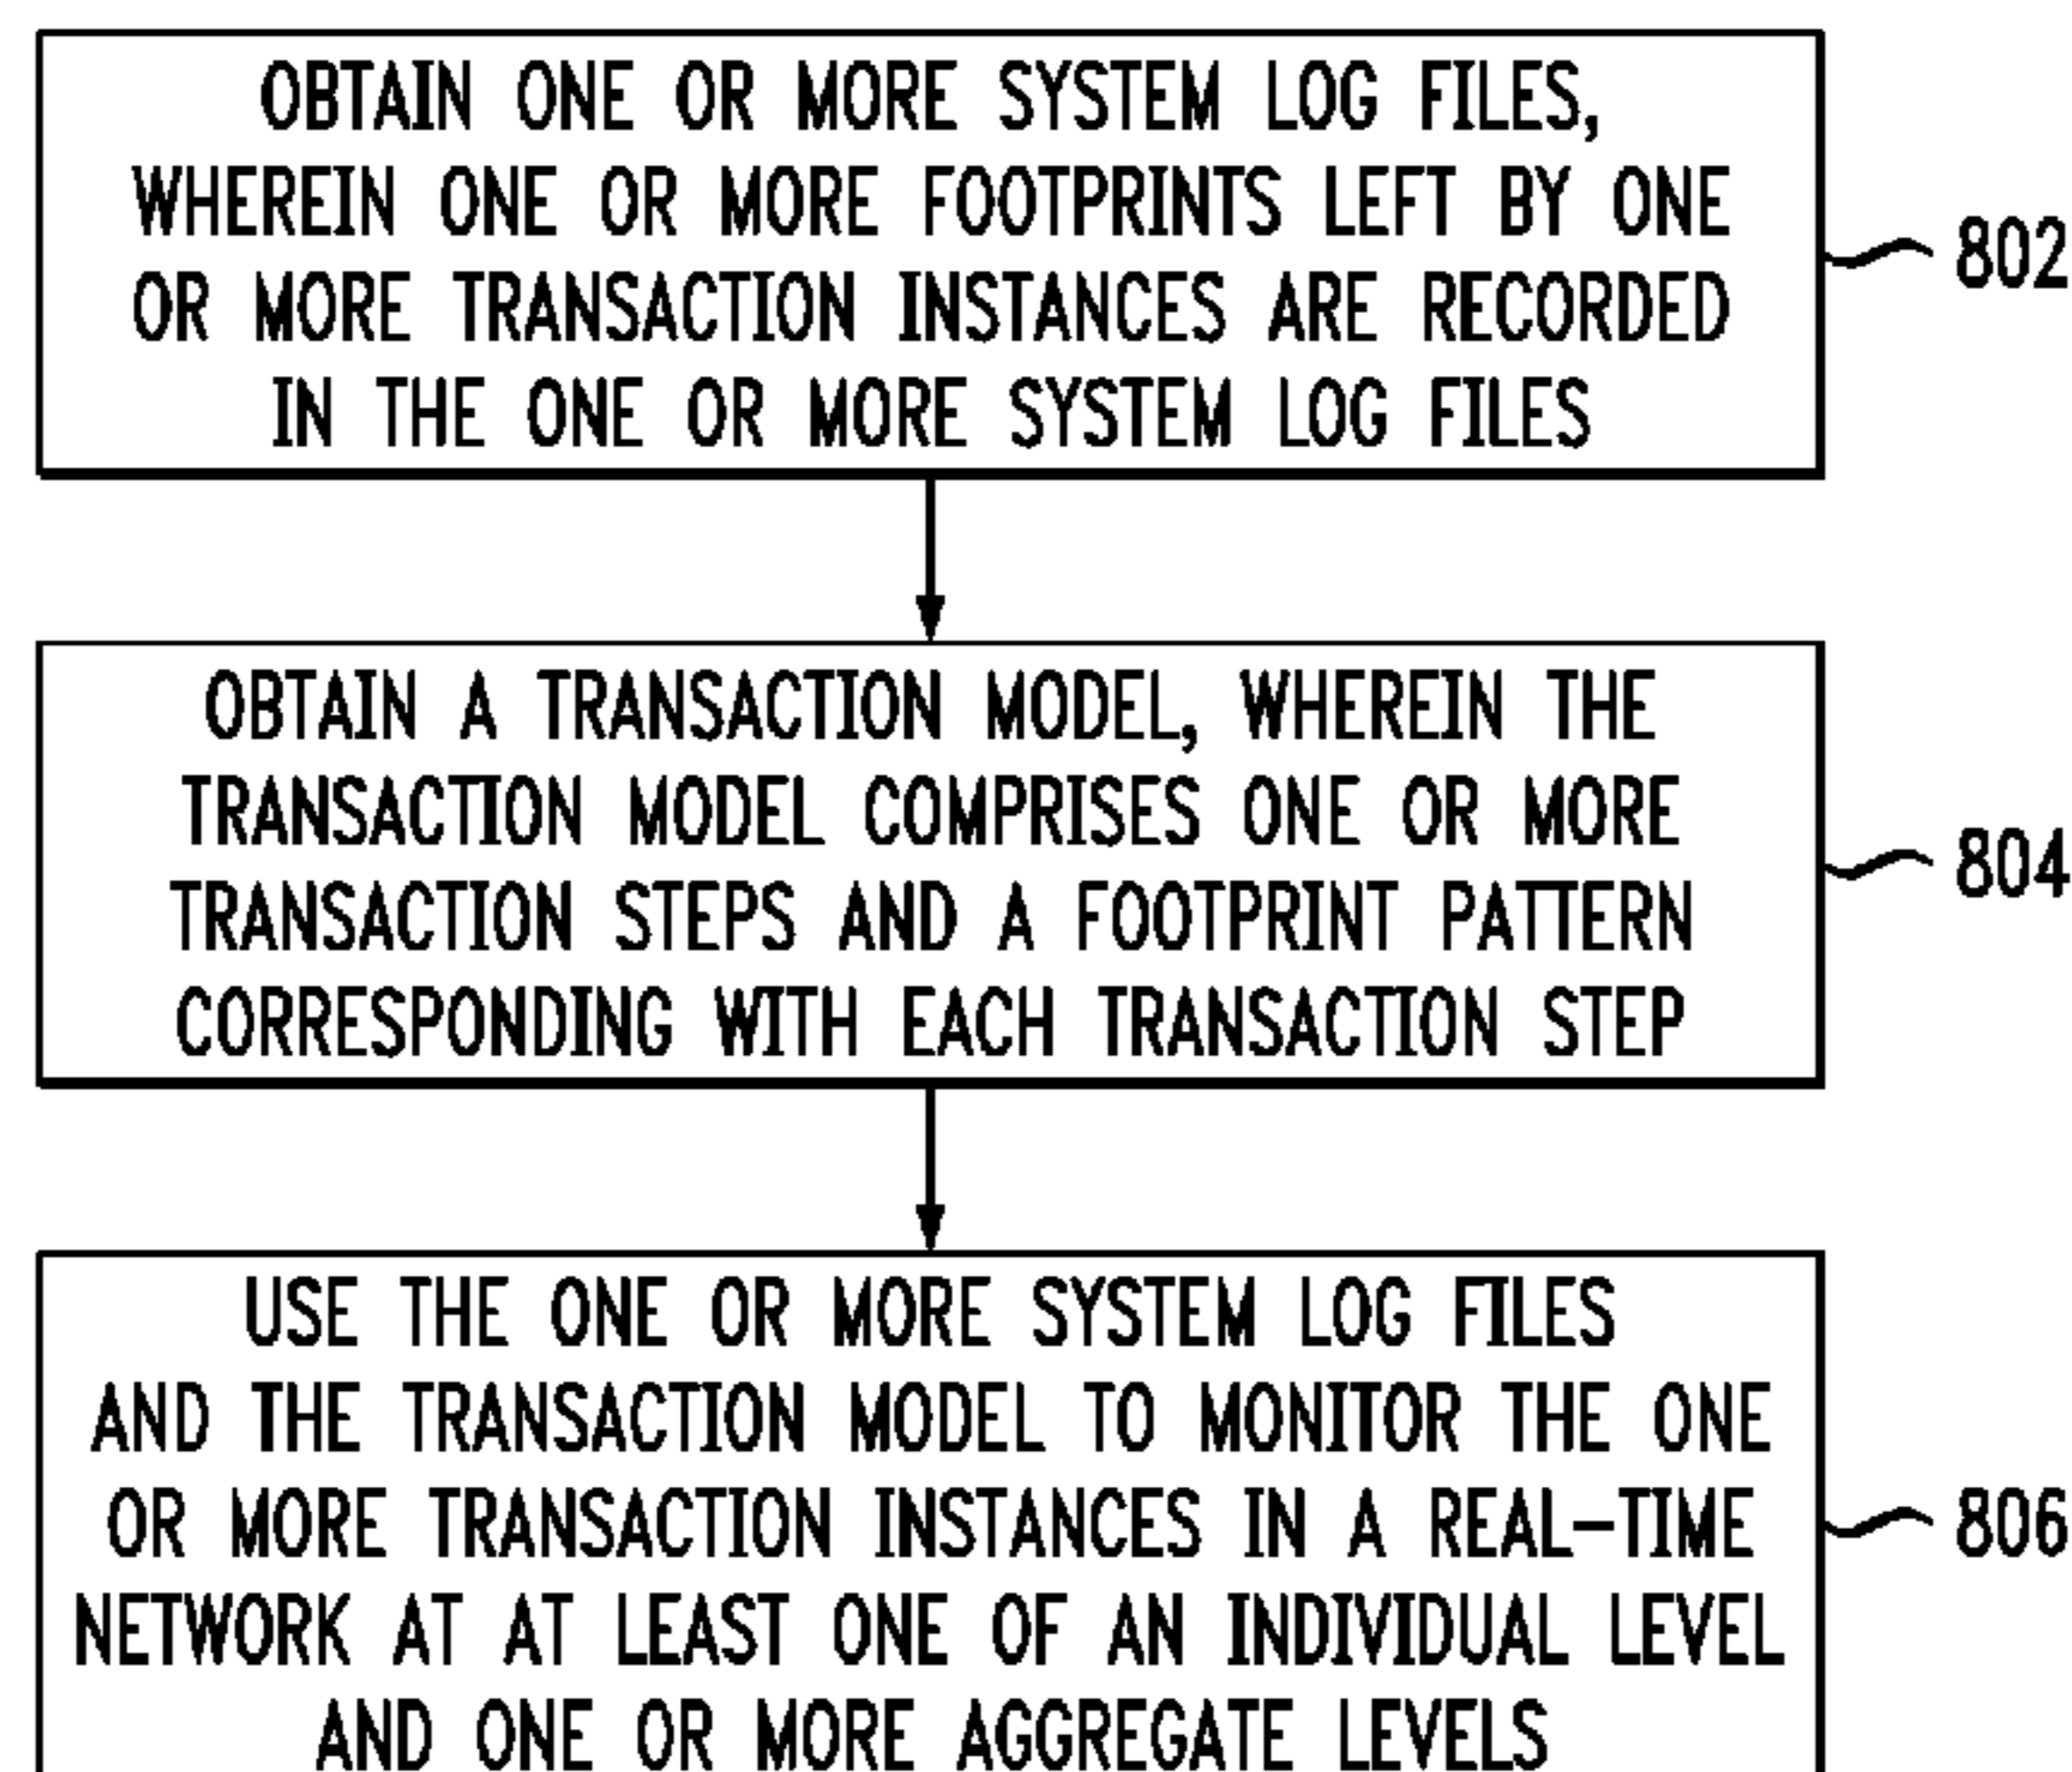 OBTAIN ONE OR MORE SYSTEM LOG FILES,
WHEREIN ONE OR MORE FOOTPRINTS LEFT BY ONE
OR MORE TRANSACTION INSTANCES ARE RECORDED
IN THE ONE OR MORE SYSTEM LOG FILES
802
OBTAIN A TRANSACTION MODEL, WHEREIN THE
TRANSACTION MODEL COMPRISES ONE OR MORE
TRANSACTION STEPS AND A FOOTPRINT PATTERN
CORRESPONDING WITH EACH TRANSACTION STEP
804
USE THE ONE OR MORE SYSTEM LOG FILES
AND THE TRANSACTION MODEL TO MONITOR THE ONE
OR MORE TRANSACTION INSTANCES IN A REAL-TIME
NETWORK AT AT LEAST ONE OF AN INDIVIDUAL LEVEL
AND ONE OR MORE AGGREGATE LEVELS
806